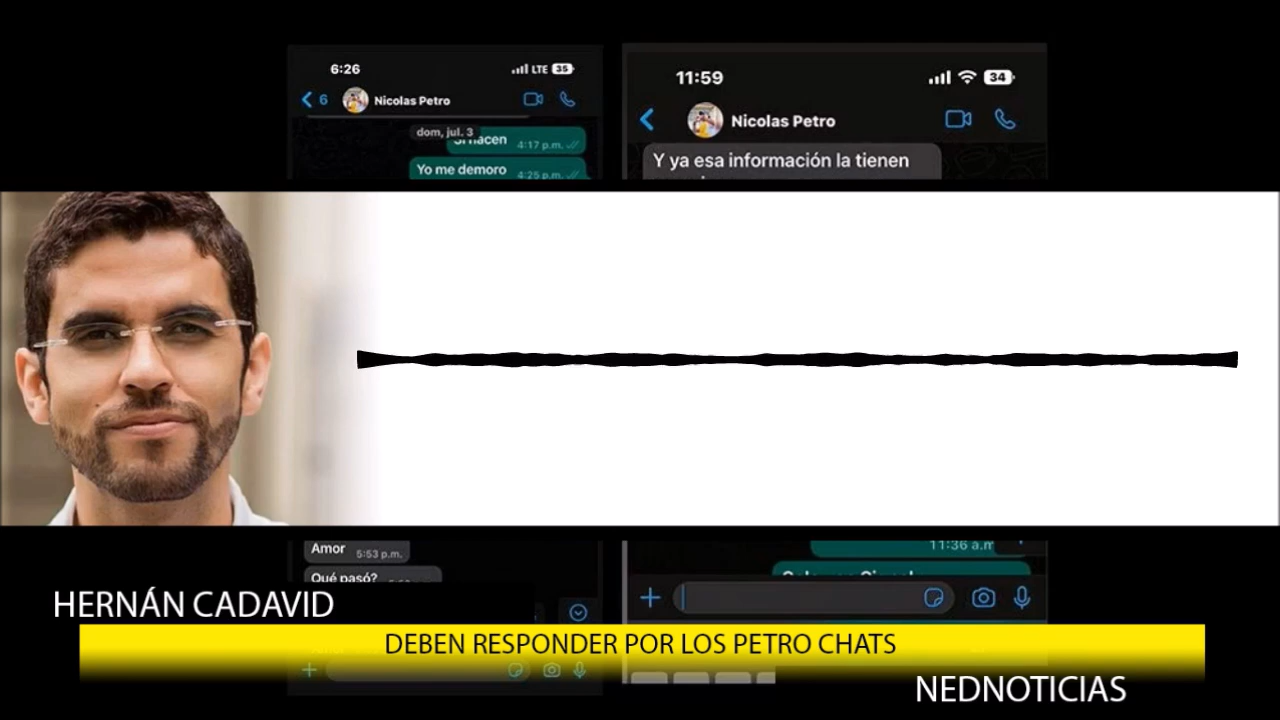 6:26
LTE 35
6
Nicolas Petro
dom, jul. 3
4:17 p.m.
Yo me demoro 4:25 p.m.
11:59
34
Nicolas Petro
Y ya esa información la tienen
Amor 5:53 p.m.
Qué pasó?
11:36 a.m
HERNÁN CADAVID
DEBEN RESPONDER POR LOS PETRO CHATS
NEDNOTICIAS